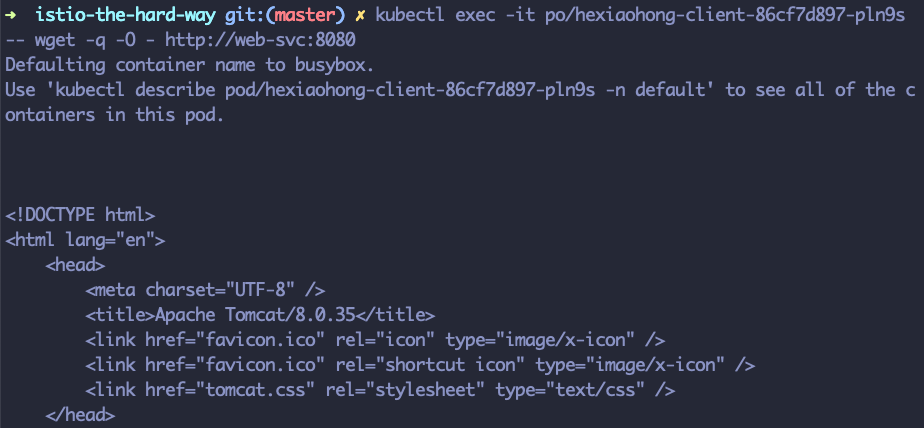 ➜  istio-the-hard-way git:(master) ✗ kubectl exec -it po/hexiaohong-client-86cf7d897-pln9s
-- wget -q -O - http://web-svc:8080
Defaulting container name to busybox.
Use 'kubectl describe pod/hexiaohong-client-86cf7d897-pln9s -n default' to see all of the c
ontainers in this pod.
<!DOCTYPE html>
<html lang="en">
    <head>
        <meta charset="UTF-8" />
        <title>Apache Tomcat/8.0.35</title>
        <link href="favicon.ico" rel="icon" type="image/x-icon" />
        <link href="favicon.ico" rel="shortcut icon" type="image/x-icon" />
        <link href="tomcat.css" rel="stylesheet" type="text/css" />
    </head>